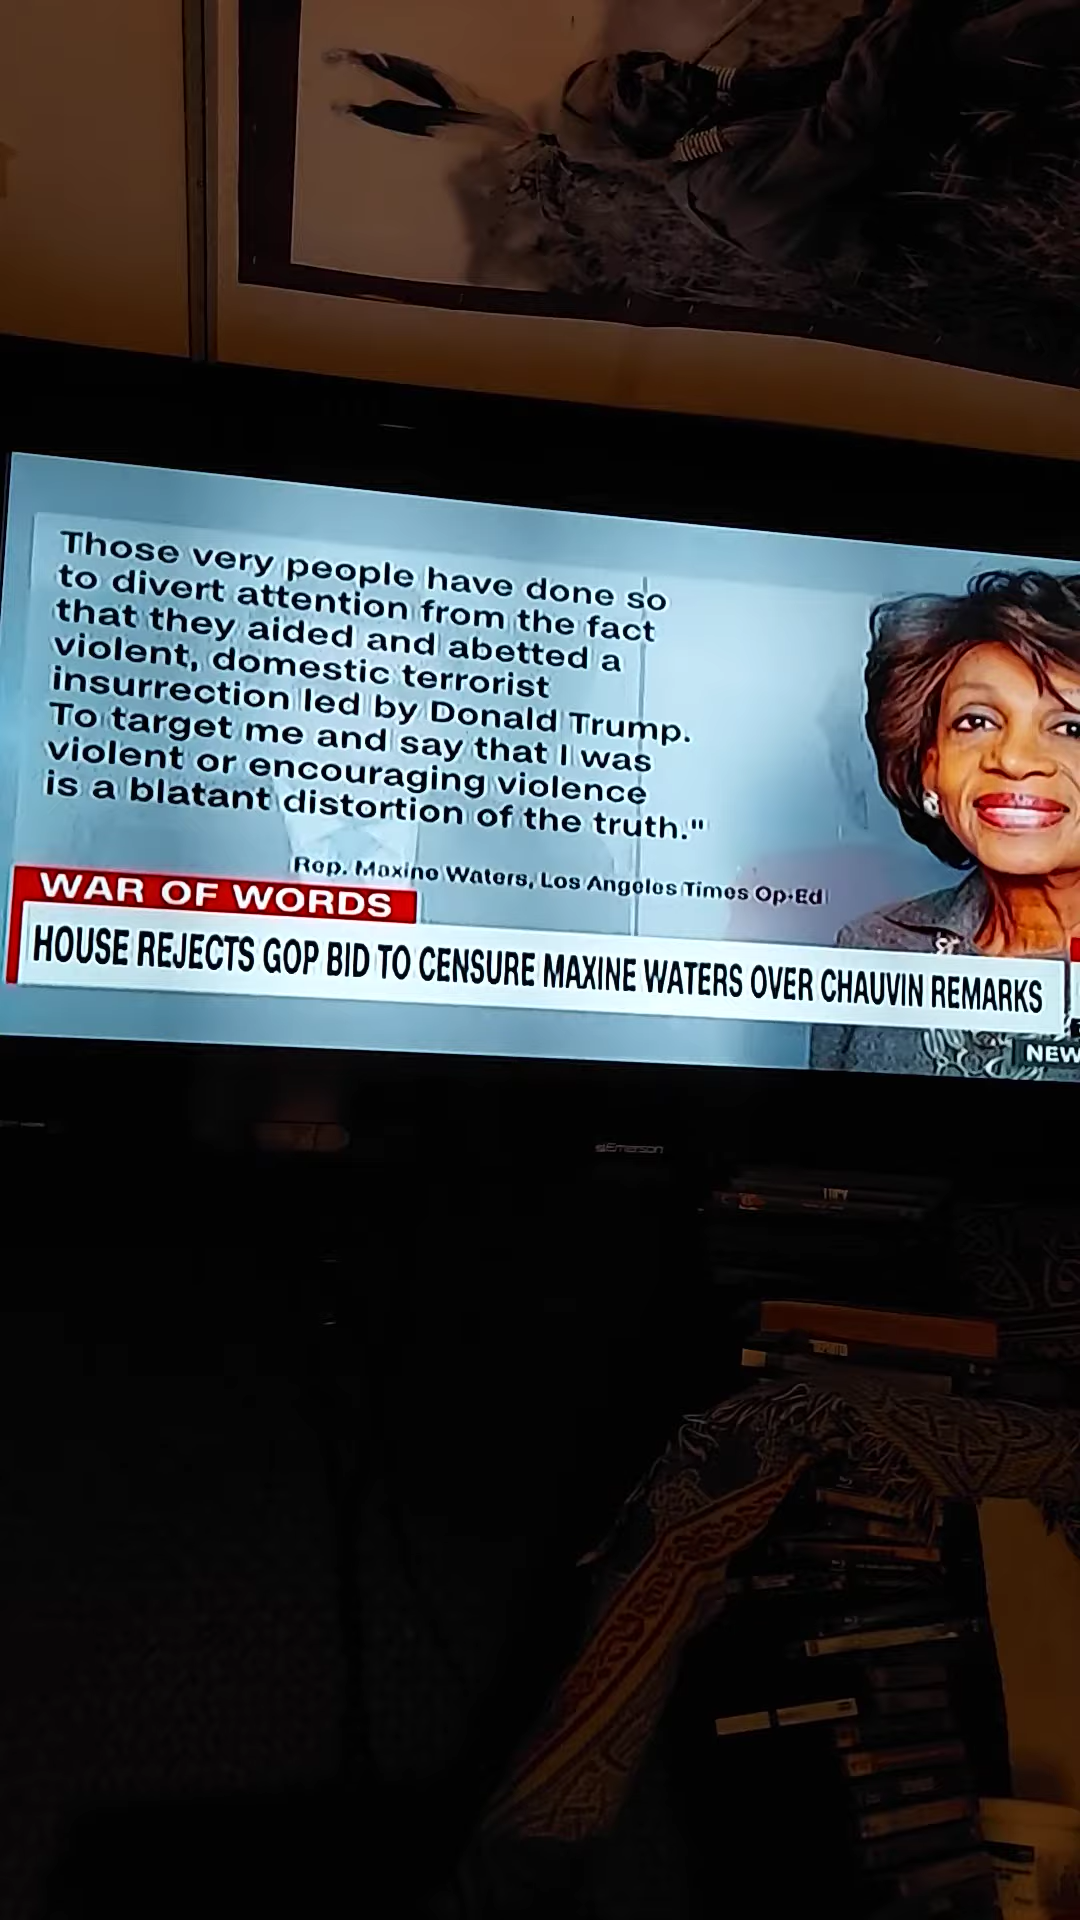 Those very people have done so
to divert attention from the fact
that they aided and abetted a
violent, domestic terrorist
insurrection led by Donald Trump.
To target me and say that I was
violent or encouraging violence
is a blatant distortion of the truth."
Rep. Maxine Waters, Los Angeles Times Op-Ed
WAR OF WORDS
HOUSE REJECTS GOP BID TO CENSURE MAXINE WATERS OVER CHAUVIN REMARKS
NEW
Emerson